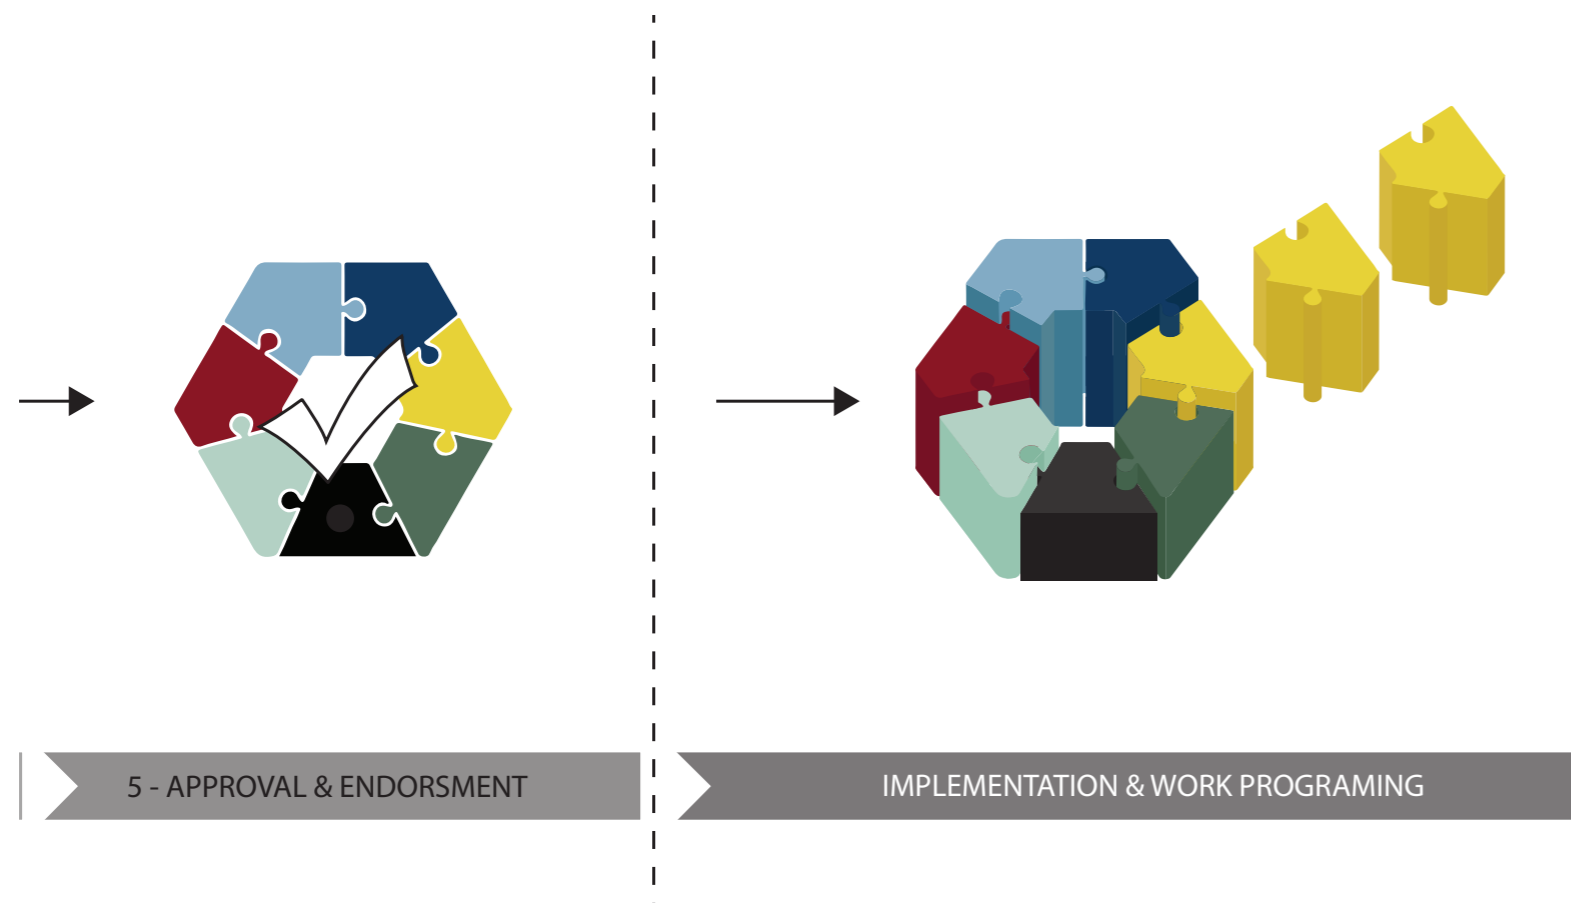 5 - APPROVAL & ENDORSMENT
IMPLEMENTATION & WORK PROGRAMING